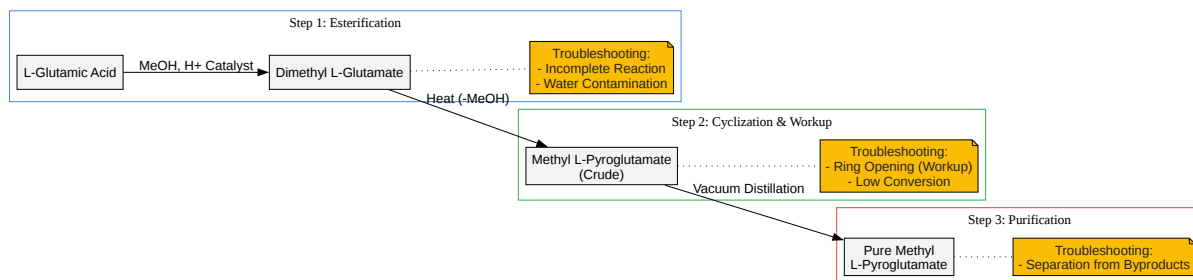 Step 1: Esterification
L-Glutamic Acid
MeOH, H+ Catalyst
Dimethyl L-Glutamate
Troubleshooting:
- Incomplete Reaction
- Water Contamination
Heat (-MeOH)
Step 2: Cyclization & Workup
Methyl L-Pyroglutamate
(Crude)
Troubleshooting:
- Ring Opening (Workup)
- Low Conversion
Vacuum Distillation
Step 3: Purification
Pure Methyl
L-Pyroglutamate
Troubleshooting:
- Separation from Byproducts